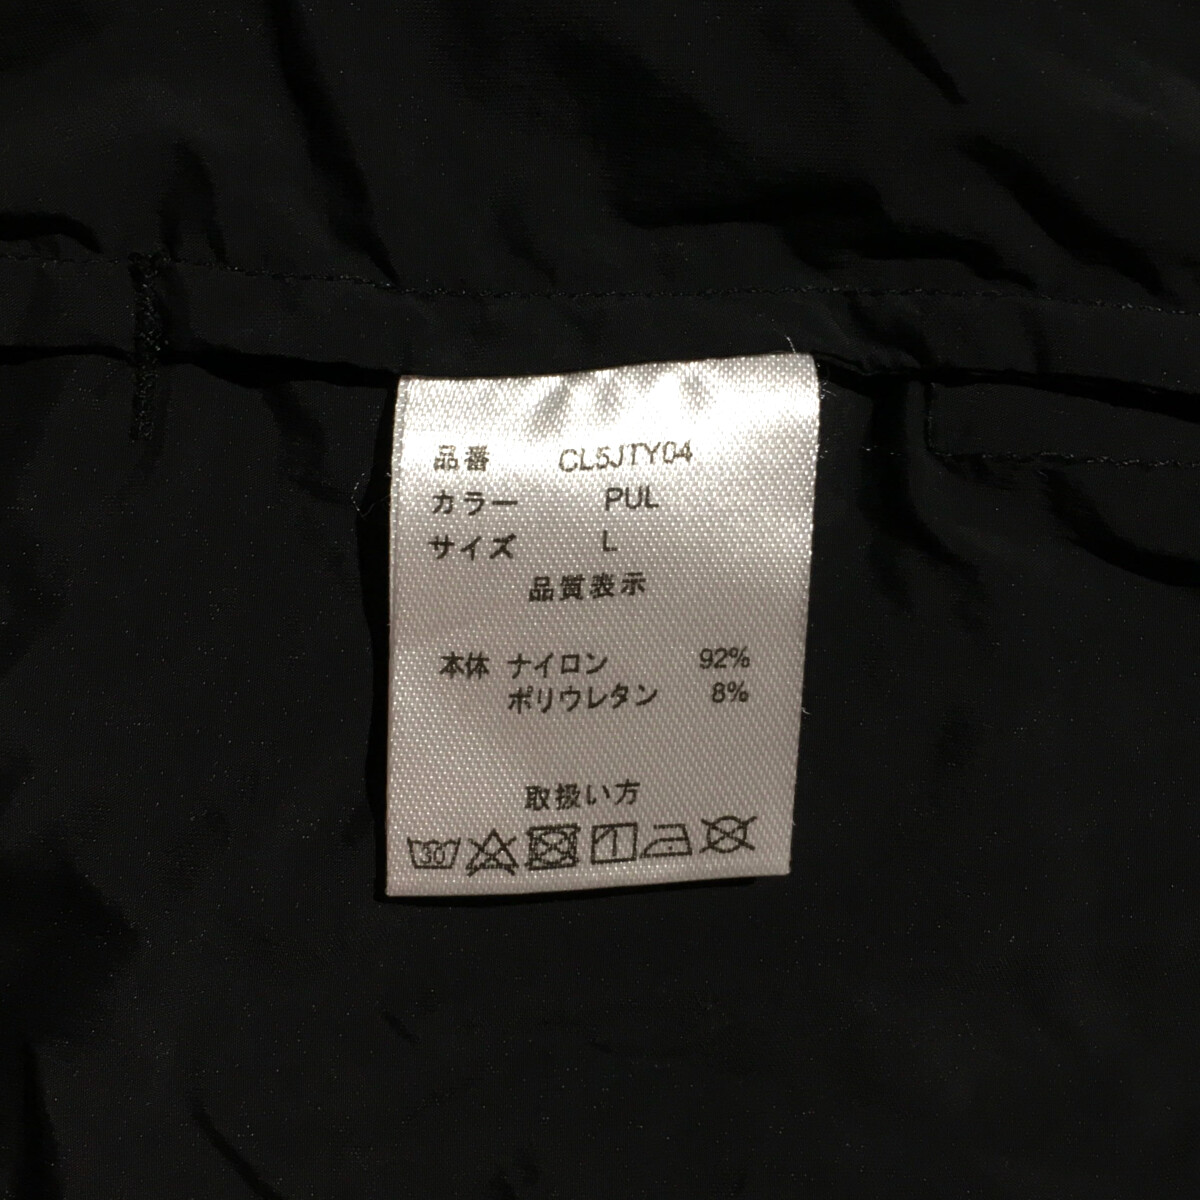 品番 CL5JTY04
カラー PUL
サイズ L
品質表示
本体 ナイロン 92%
ポリウレタン 8%
取扱い方
30